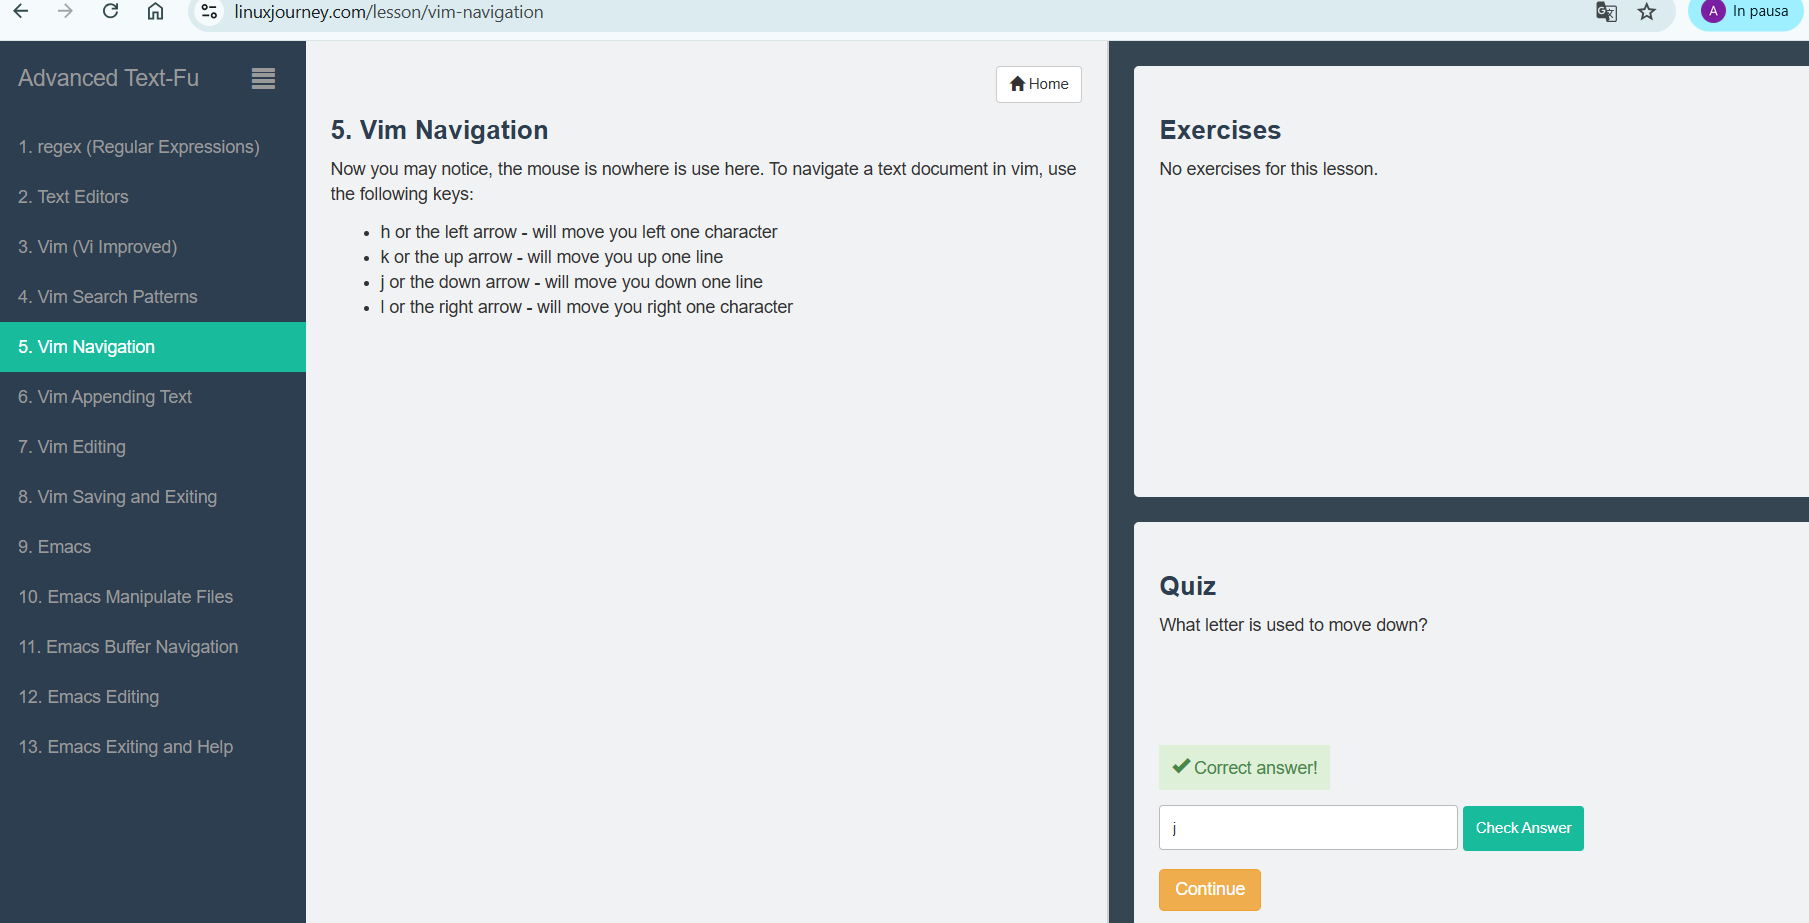 linuxjourney.com/lesson/vim-navigation
A In pausa
Advanced Text-Fu
1. regex (Regular Expressions)
2. Text Editors
3. Vim (Vi Improved)
4. Vim Search Patterns
5. Vim Navigation
6. Vim Appending Text
7. Vim Editing
8. Vim Saving and Exiting
9. Emacs
10. Emacs Manipulate Files
11. Emacs Buffer Navigation
12. Emacs Editing
13. Emacs Exiting and Help
Home
5. Vim Navigation
Now you may notice, the mouse is nowhere is use here. To navigate a text document in vim, use
the following keys:
• h or the left arrow - will move you left one character
• k or the up arrow - will move you up one line
• j or the down arrow - will move you down one line
• l or the right arrow - will move you right one character
Exercises
No exercises for this lesson.
Quiz
What letter is used to move down?
Correct answer!
j
Check Answer
Continue